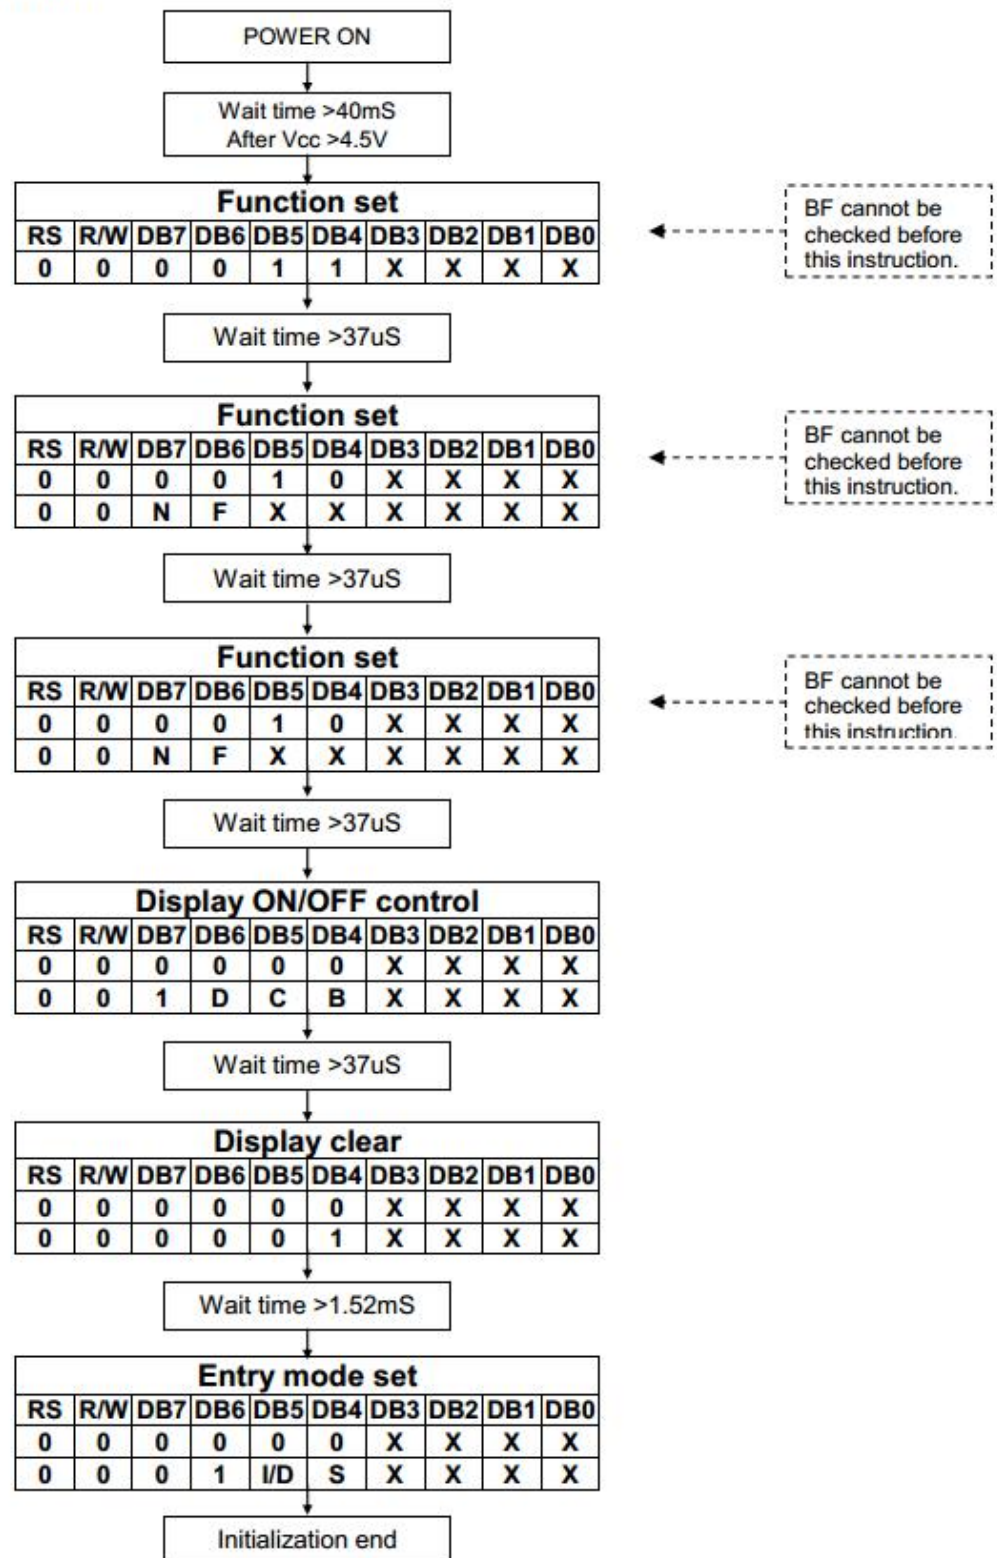 POWER ON
Wait time >40mS
After Vcc >4.5V
Function set
RS R/W DB7 DB6 DB5 DB4 DB3 DB2 DB1 DB0
0 0 0 0 1 1 X X X X
BF cannot be
checked before
this instruction.
Wait time >37uS
Function set
RS R/W DB7 DB6 DB5 DB4 DB3 DB2 DB1 DB0
0 0 0 0 1 0 X X X X
0 0 N F X X X X X X
BF cannot be
checked before
this instruction.
Wait time >37uS
Function set
RS R/W DB7 DB6 DB5 DB4 DB3 DB2 DB1 DB0
0 0 0 0 1 0 X X X X
0 0 N F X X X X X X
BF cannot be
checked before
this instruction.
Wait time >37uS
Display ON/OFF control
RS R/W DB7 DB6 DB5 DB4 DB3 DB2 DB1 DB0
0 0 0 0 0 0 X X X X
0 0 1 D C B X X X X
Wait time >37uS
Display clear
RS R/W DB7 DB6 DB5 DB4 DB3 DB2 DB1 DB0
0 0 0 0 0 0 X X X X
0 0 0 0 0 1 X X X X
Wait time >1.52mS
Entry mode set
RS R/W DB7 DB6 DB5 DB4 DB3 DB2 DB1 DB0
0 0 0 0 0 0 X X X X
0 0 0 1 I/D S X X X X
Initialization end